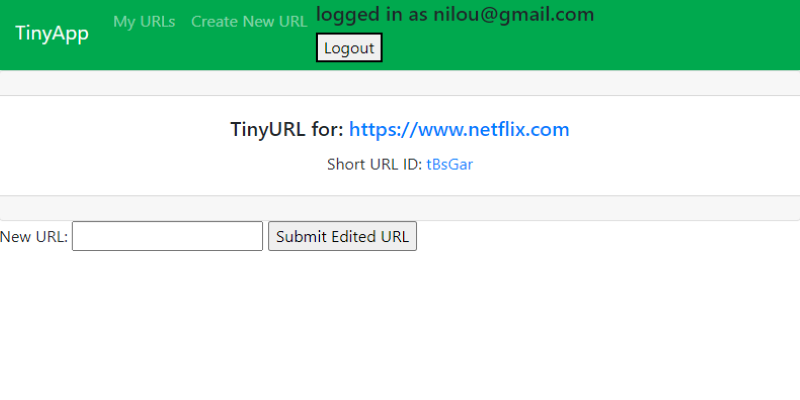 TinyApp My URLs Create New URL logged in as nilou@gmail.com
Logout
TinyURL for: https://www.netflix.com
Short URL ID: tBsGar
New URL: Submit Edited URL